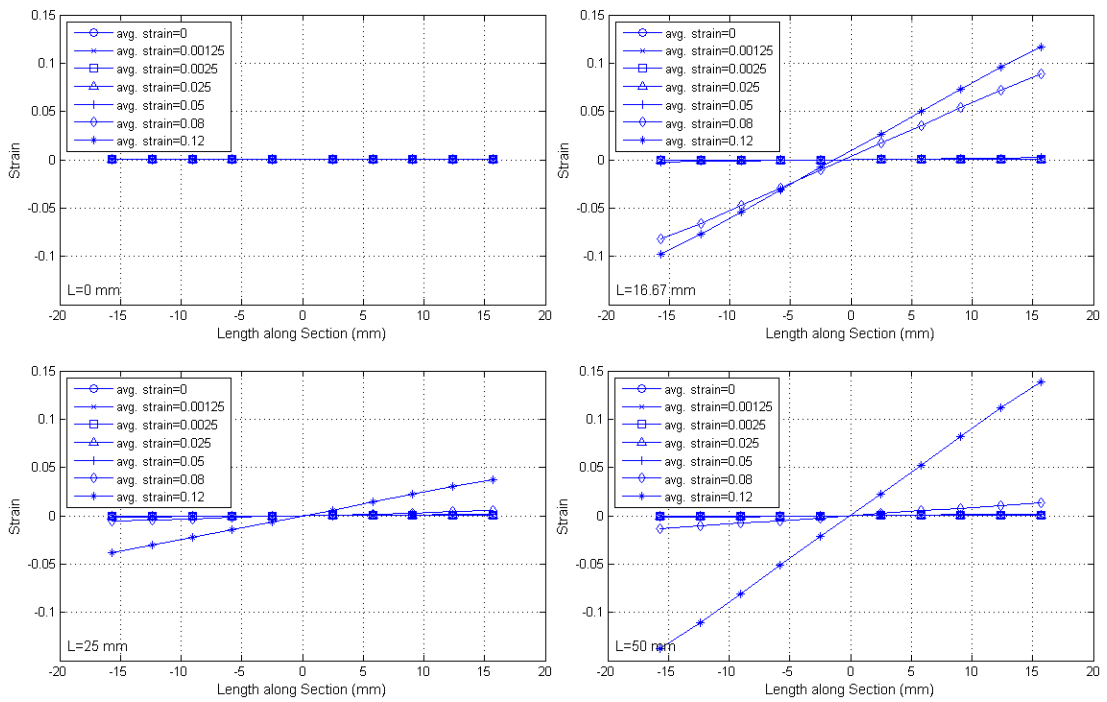 0.15
0.1
0.05
0
-0.05
-0.1
Strain
avg. strain=0
avg. strain=0.00125
avg. strain=0.0025
avg. strain=0.025
avg. strain=0.05
avg. strain=0.08
avg. strain=0.12
L=0 mm
-20 -15 -10 -5 0 5 10 15 20
Length along Section (mm)
0.15
0.1
0.05
0
-0.05
-0.1
Strain
avg. strain=0
avg. strain=0.00125
avg. strain=0.0025
avg. strain=0.025
avg. strain=0.05
avg. strain=0.08
avg. strain=0.12
L=16.67 mm
-20 -15 -10 -5 0 5 10 15 20
Length along Section (mm)
0.15
0.1
0.05
0
-0.05
-0.1
Strain
avg. strain=0
avg. strain=0.00125
avg. strain=0.0025
avg. strain=0.025
avg. strain=0.05
avg. strain=0.08
avg. strain=0.12
L=25 mm
-20 -15 -10 -5 0 5 10 15 20
Length along Section (mm)
0.15
0.1
0.05
0
-0.05
-0.1
Strain
avg. strain=0
avg. strain=0.00125
avg. strain=0.0025
avg. strain=0.025
avg. strain=0.05
avg. strain=0.08
avg. strain=0.12
L=50 mm
-20 -15 -10 -5 0 5 10 15 20
Length along Section (mm)